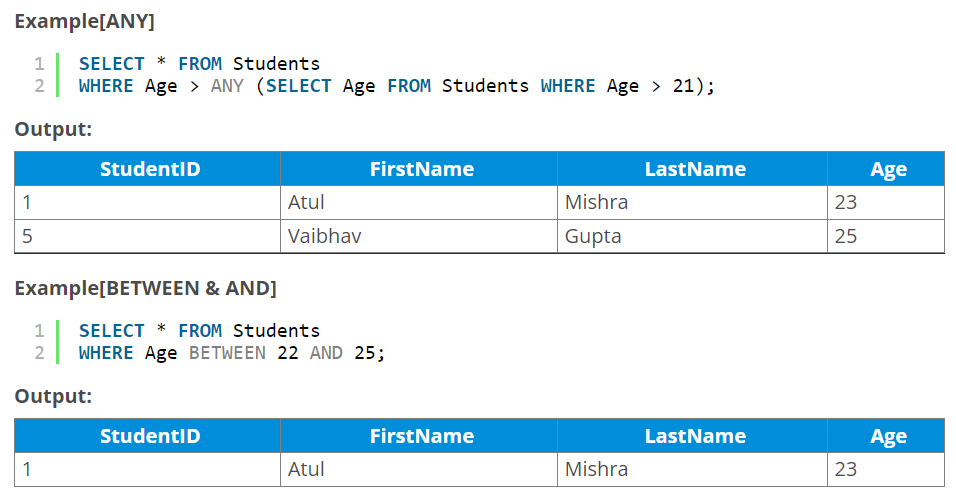 Example[ANY]
1 SELECT * FROM Students
2 WHERE Age > ANY (SELECT Age FROM Students WHERE Age > 21);
Output:
StudentID FirstName LastName Age
1 Atul Mishra 23
5 Vaibhav Gupta 25
Example[BETWEEN & AND]
1 SELECT * FROM Students
2 WHERE Age BETWEEN 22 AND 25;
Output:
StudentID FirstName LastName Age
1 Atul Mishra 23